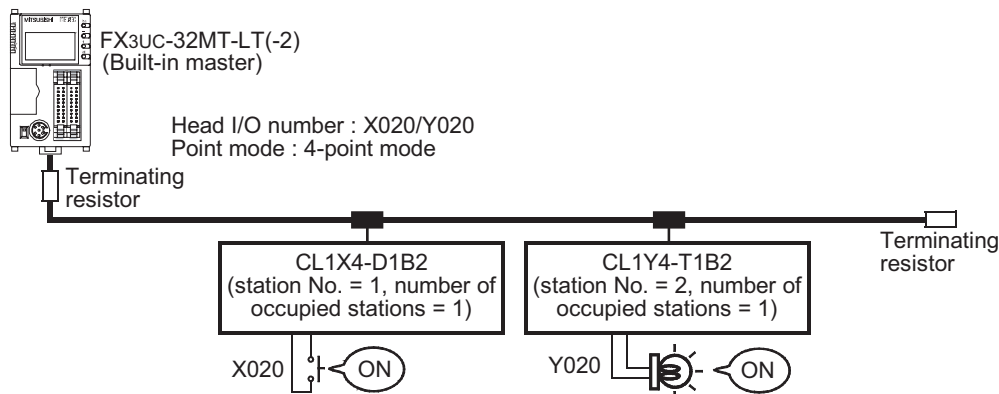 MITSUBISHI
FX3UC-32MT-LT(-2)
(Built-in master)
Head I/O number : X020/Y020
Point mode : 4-point mode
Terminating
resistor
Terminating
resistor
CL1X4-D1B2
(station No. = 1, number of
occupied stations = 1)
CL1Y4-T1B2
(station No. = 2, number of
occupied stations = 1)
X020
ON
Y020
ON